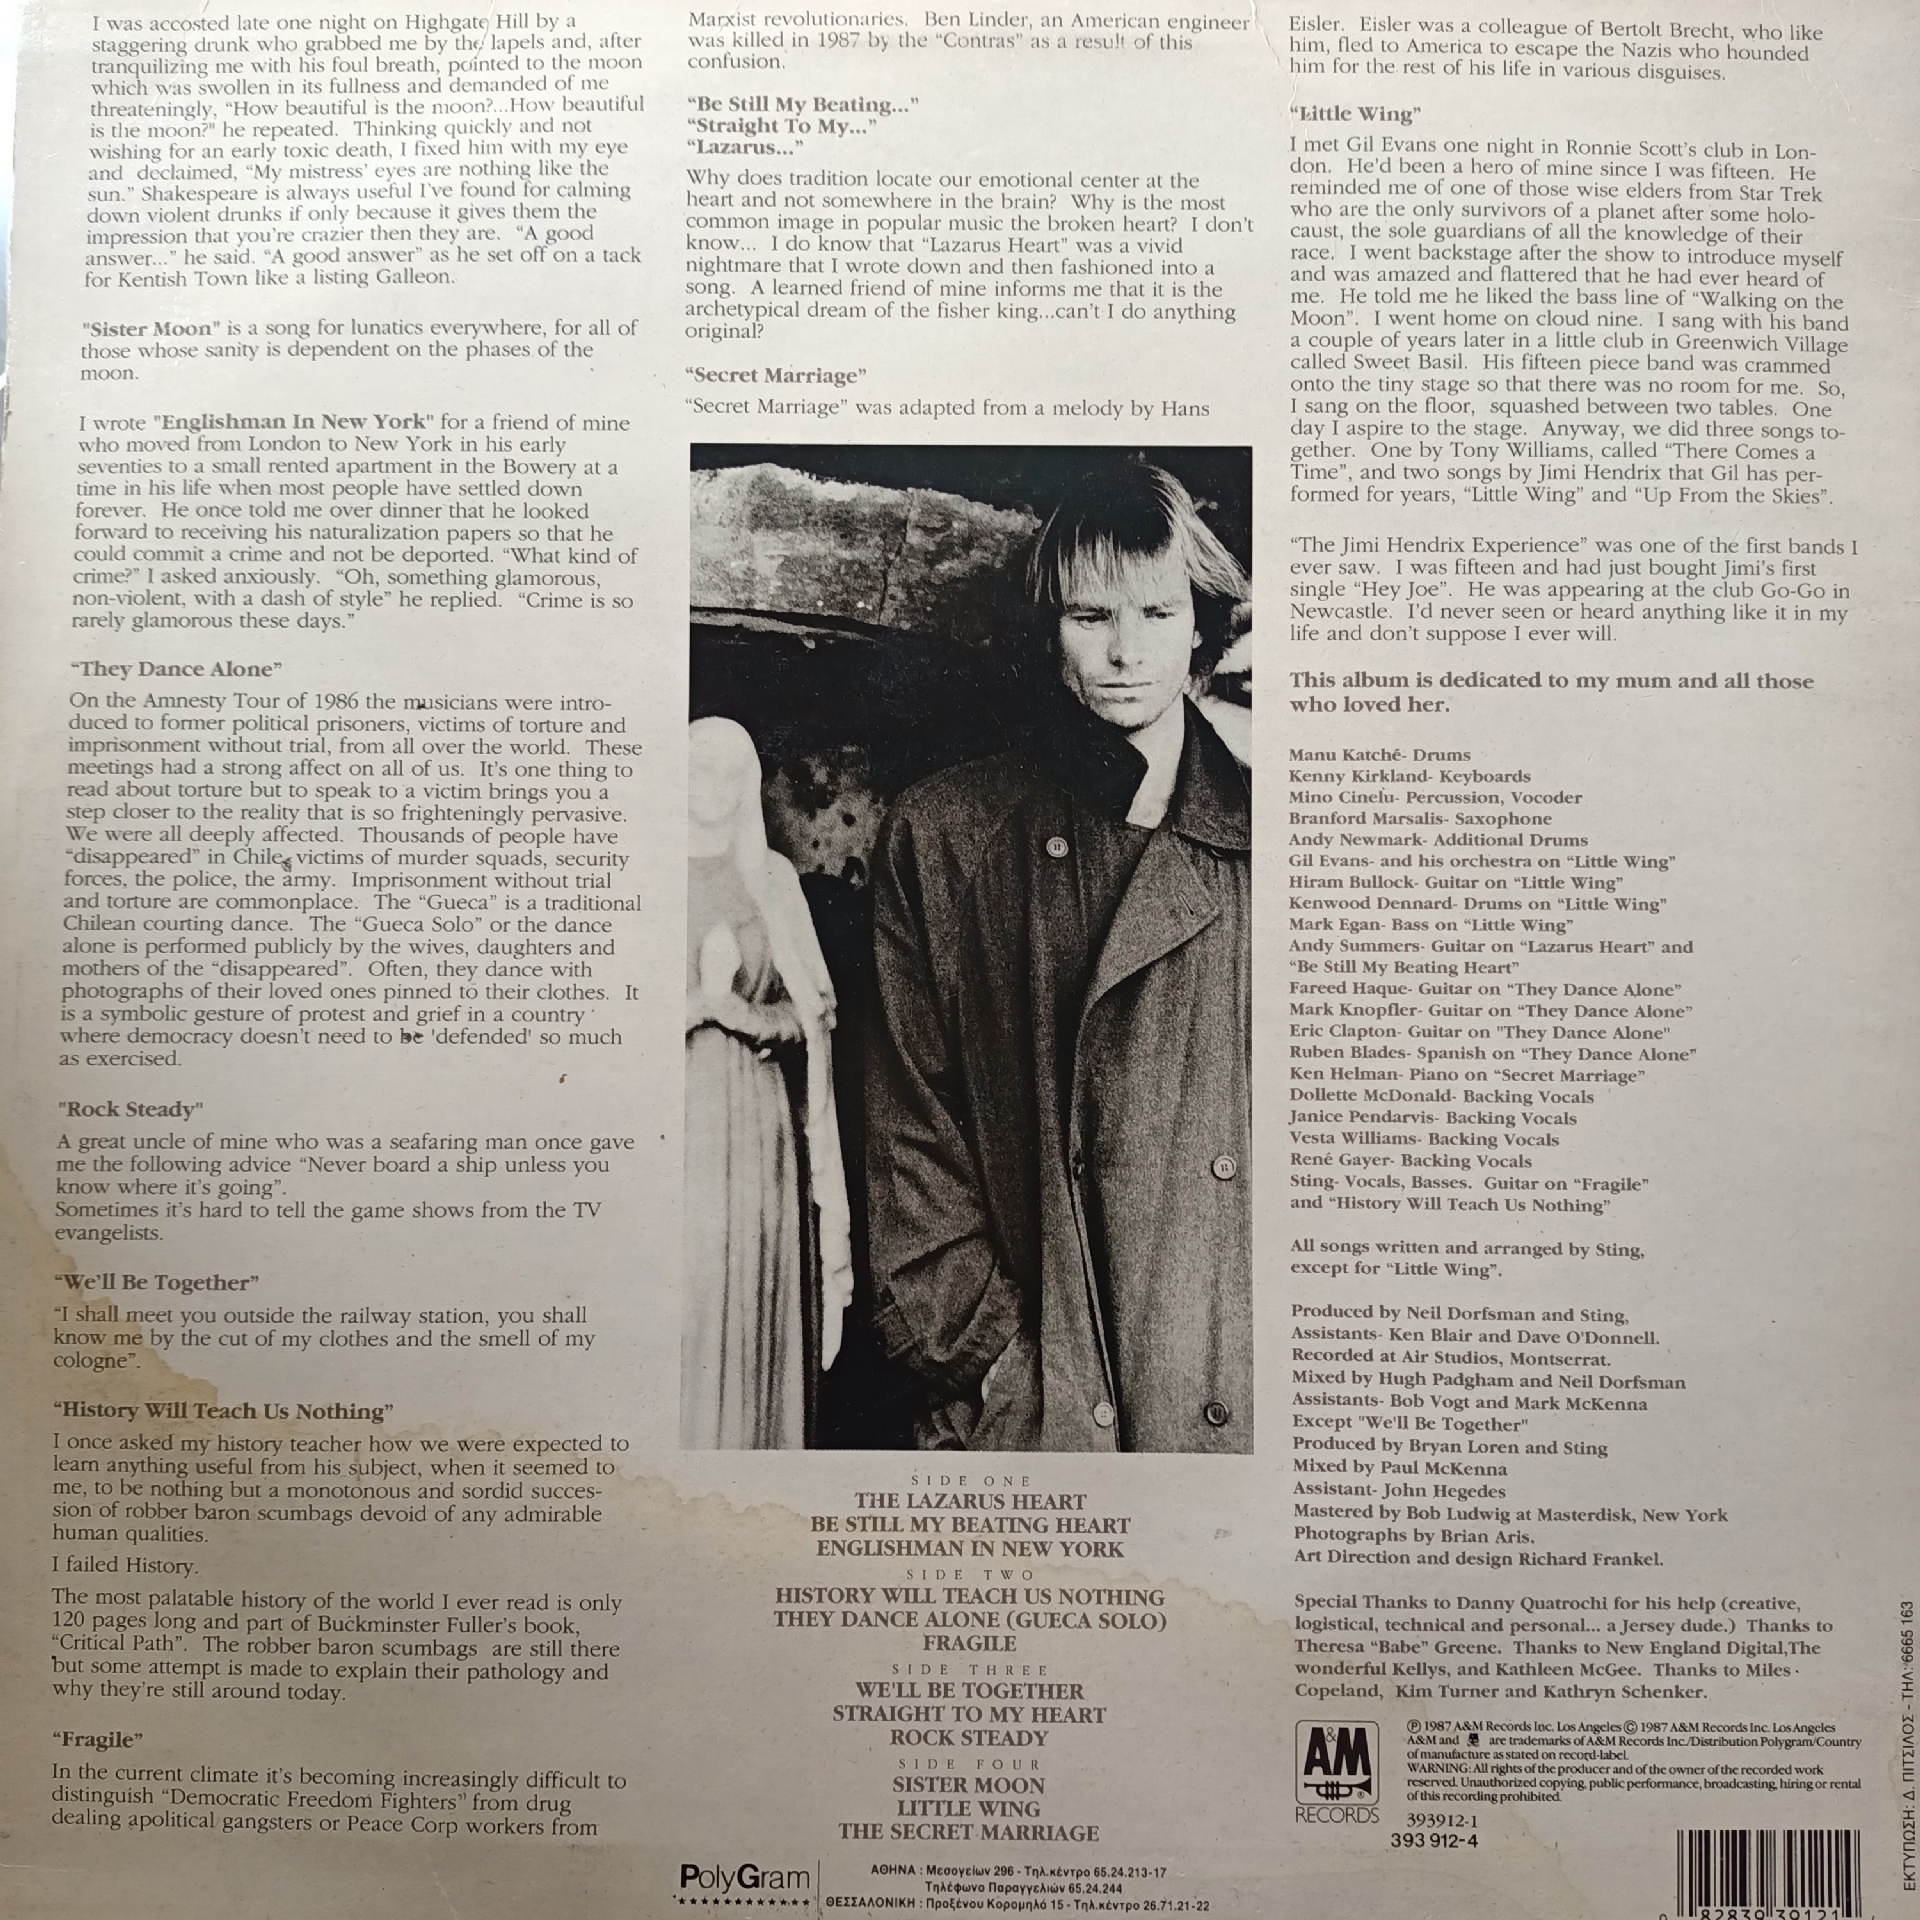 I was accosted late one night on Highgate Hill by a
staggering drunk who grabbed me by the lapels and, after
tranquilizing me with his foul breath, pointed to the moon
which was swollen in its fullness and demanded of me
threateningly, “How beautiful is the moon?...How beautiful
is the moon?" he repeated. Thinking quickly and not
wishing for an early toxic death, I fixed him with my eye
and declaimed, “My mistress’ eyes are nothing like the
sun.” Shakespeare is always useful I've found for calming
down violent drunks if only because it gives them the
impression that you're crazier then they are. “A good
answer...” he said. “A good answer” as he set off on a tack
for Kentish Town like a listing Galleon.
"Sister Moon" is a song for lunatics everywhere, for all of
those whose sanity is dependent on the phases of the
moon.
I wrote "Englishman In New York" for a friend of mine
who moved from London to New York in his early
seventies to a small rented apartment in the Bowery at a
time in his life when most people have settled down
forever. He once told me over dinner that he looked
forward to receiving his naturalization papers so that he
could commit a crime and not be deported. “What kind of
crime?” I asked anxiously. “Oh, something glamorous,
non-violent, with a dash of style” he replied. “Crime is so
rarely glamorous these days.”
“They Dance Alone”
On the Amnesty Tour of 1986 the musicians were intro-
duced to former political prisoners, victims of torture and
imprisonment without trial, from all over the world. These
meetings had a strong affect on all of us. It's one thing to
read about torture but to speak to a victim brings you a
step closer to the reality that is so frighteningly pervasive.
We were all deeply affected. Thousands of people have
“disappeared” in Chile, victims of murder squads, security
forces, the police, the army. Imprisonment without trial
and torture are commonplace. The “Gueca” is a traditional
Chilean courting dance. The “Gueca Solo” or the dance
alone is performed publicly by the wives, daughters and
mothers of the “disappeared”. Often, they dance with
photographs of their loved ones pinned to their clothes. It
is a symbolic gesture of protest and grief in a country
where democracy doesn't need to be 'defended' so much
as exercised.
"Rock Steady"
A great uncle of mine who was a seafaring man once gave
me the following advice “Never board a ship unless you
know where it's going”.
Sometimes it's hard to tell the game shows from the TV
evangelists.
“We'll Be Together”
“I shall meet you outside the railway station, you shall
know me by the cut of my clothes and the smell of my
cologne”.
“History Will Teach Us Nothing”
I once asked my history teacher how we were expected to
learn anything useful from his subject, when it seemed to
me, to be nothing but a monotonous and sordid succes-
sion of robber baron scumbags devoid of any admirable
human qualities.
I failed History.
The most palatable history of the world I ever read is only
120 pages long and part of Buckminster Fuller's book,
“Critical Path”. The robber baron scumbags are still there
but some attempt is made to explain their pathology and
why they're still around today.
“Fragile”
In the current climate it's becoming increasingly difficult to
distinguish “Democratic Freedom Fighters” from drug
dealing apolitical gangsters or Peace Corp workers from
Marxist revolutionaries. Ben Linder, an American engineer
was killed in 1987 by the “Contras” as a result of this
confusion.
“Be Still My Beating...”
“Straight To My...”
“Lazarus...”
Why does tradition locate our emotional center at the
heart and not somewhere in the brain? Why is the most
common image in popular music the broken heart? I don't
know... I do know that “Lazarus Heart” was a vivid
nightmare that I wrote down and then fashioned into a
song. A learned friend of mine informs me that it is the
archetypical dream of the fisher king...can't I do anything
original?
“Secret Marriage”
“Secret Marriage” was adapted from a melody by Hans
SIDE ONE
THE LAZARUS HEART
BE STILL MY BEATING HEART
ENGLISHMAN IN NEW YORK
SIDE TWO
HISTORY WILL TEACH US NOTHING
THEY DANCE ALONE (GUECA SOLO)
FRAGILE
SIDE THREE
WE'LL BE TOGETHER
STRAIGHT TO MY HEART
ROCK STEADY
SIDE FOUR
SISTER MOON
LITTLE WING
THE SECRET MARRIAGE
PolyGram
ΑΘΗΝΑ : Μεσογείων 296 - Τηλ.κέντρο 65.24.213-17
Τηλέφωνο Παραγγελιών 65.24.244
ΘΕΣΣΑΛΟΝΙΚΗ : Προξένου Κορομηλά 15 - Τηλ.κέντρο 26.71.21-22
Eisler. Eisler was a colleague of Bertolt Brecht, who like
him, fled to America to escape the Nazis who hounded
him for the rest of his life in various disguises.
“Little Wing”
I met Gil Evans one night in Ronnie Scott's club in Lon-
don. He'd been a hero of mine since I was fifteen. He
reminded me of one of those wise elders from Star Trek
who are the only survivors of a planet after some holo-
caust, the sole guardians of all the knowledge of their
race. I went backstage after the show to introduce myself
and was amazed and flattered that he had ever heard of
me. He told me he liked the bass line of “Walking on the
Moon”. I went home on cloud nine. I sang with his band
a couple of years later in a little club in Greenwich Village
called Sweet Basil. His fifteen piece band was crammed
onto the tiny stage so that there was no room for me. So,
I sang on the floor, squashed between two tables. One
day I aspire to the stage. Anyway, we did three songs to-
gether. One by Tony Williams, called “There Comes a
Time”, and two songs by Jimi Hendrix that Gil has per-
formed for years, “Little Wing” and “Up From the Skies”.
“The Jimi Hendrix Experience” was one of the first bands I
ever saw. I was fifteen and had just bought Jimi's first
single “Hey Joe”. He was appearing at the club Go-Go in
Newcastle. I'd never seen or heard anything like it in my
life and don't suppose I ever will.
This album is dedicated to my mum and all those
who loved her.
Manu Katché- Drums
Kenny Kirkland- Keyboards
Mino Cinelu- Percussion, Vocoder
Branford Marsalis- Saxophone
Andy Newmark- Additional Drums
Gil Evans- and his orchestra on “Little Wing”
Hiram Bullock- Guitar on “Little Wing”
Kenwood Dennard- Drums on “Little Wing”
Mark Egan- Bass on “Little Wing”
Andy Summers- Guitar on “Lazarus Heart” and
“Be Still My Beating Heart”
Fareed Haque- Guitar on “They Dance Alone”
Mark Knopfler- Guitar on “They Dance Alone”
Eric Clapton- Guitar on "They Dance Alone"
Ruben Blades- Spanish on “They Dance Alone”
Ken Helman- Piano on “Secret Marriage”
Dollette McDonald- Backing Vocals
Janice Pendarvis- Backing Vocals
Vesta Williams- Backing Vocals
René Gayer- Backing Vocals
Sting- Vocals, Basses. Guitar on “Fragile”
and “History Will Teach Us Nothing”
All songs written and arranged by Sting,
except for “Little Wing”.
Produced by Neil Dorfsman and Sting,
Assistants- Ken Blair and Dave O'Donnell.
Recorded at Air Studios, Montserrat.
Mixed by Hugh Padgham and Neil Dorfsman
Assistants- Bob Vogt and Mark McKenna
Except "We'll Be Together"
Produced by Bryan Loren and Sting
Mixed by Paul McKenna
Assistant- John Hegedes
Mastered by Bob Ludwig at Masterdisk, New York
Photographs by Brian Aris.
Art Direction and design Richard Frankel.
Special Thanks to Danny Quatrochi for his help (creative,
logistical, technical and personal... a Jersey dude.) Thanks to
Theresa “Babe” Greene. Thanks to New England Digital,The
wonderful Kellys, and Kathleen McGee. Thanks to Miles
Copeland, Kim Turner and Kathryn Schenker.
A&M
RECORDS
Ⓟ 1987 A&M Records Inc. Los Angeles Ⓒ 1987 A&M Records Inc. Los Angeles
A&M and are trademarks of A&M Records Inc./Distribution Polygram/Country
of manufacture as stated on record-label.
WARNING: All rights of the producer and of the owner of the recorded work
reserved. Unauthorized copying, public performance, broadcasting, hiring or rental
of this recording prohibited.
393912-1
393 912-4
ΕΚΤΥΠΩΣΗ: Δ. ΠΙΤΣΙΛΟΣ - ΤΗΛ: 6665 163